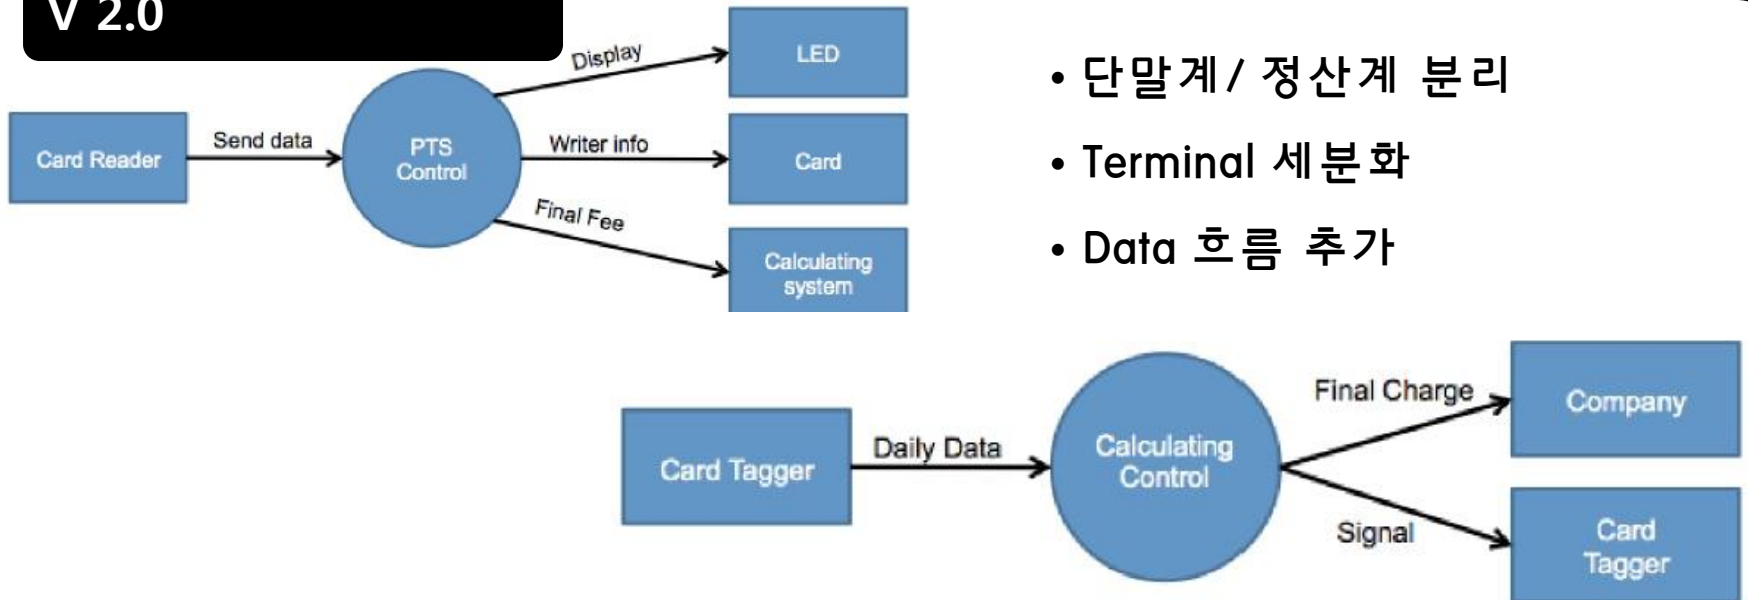 V 2.0
Display
LED
Card Reader
Send data
PTS
Control
Writer info
Card
Final Fee
Calculating
system
• 단말계/ 정산계 분리
• Terminal 세분화
• Data 흐름 추가
Card Tagger
Daily Data
Calculating
Control
Final Charge
Company
Signal
Card
Tagger